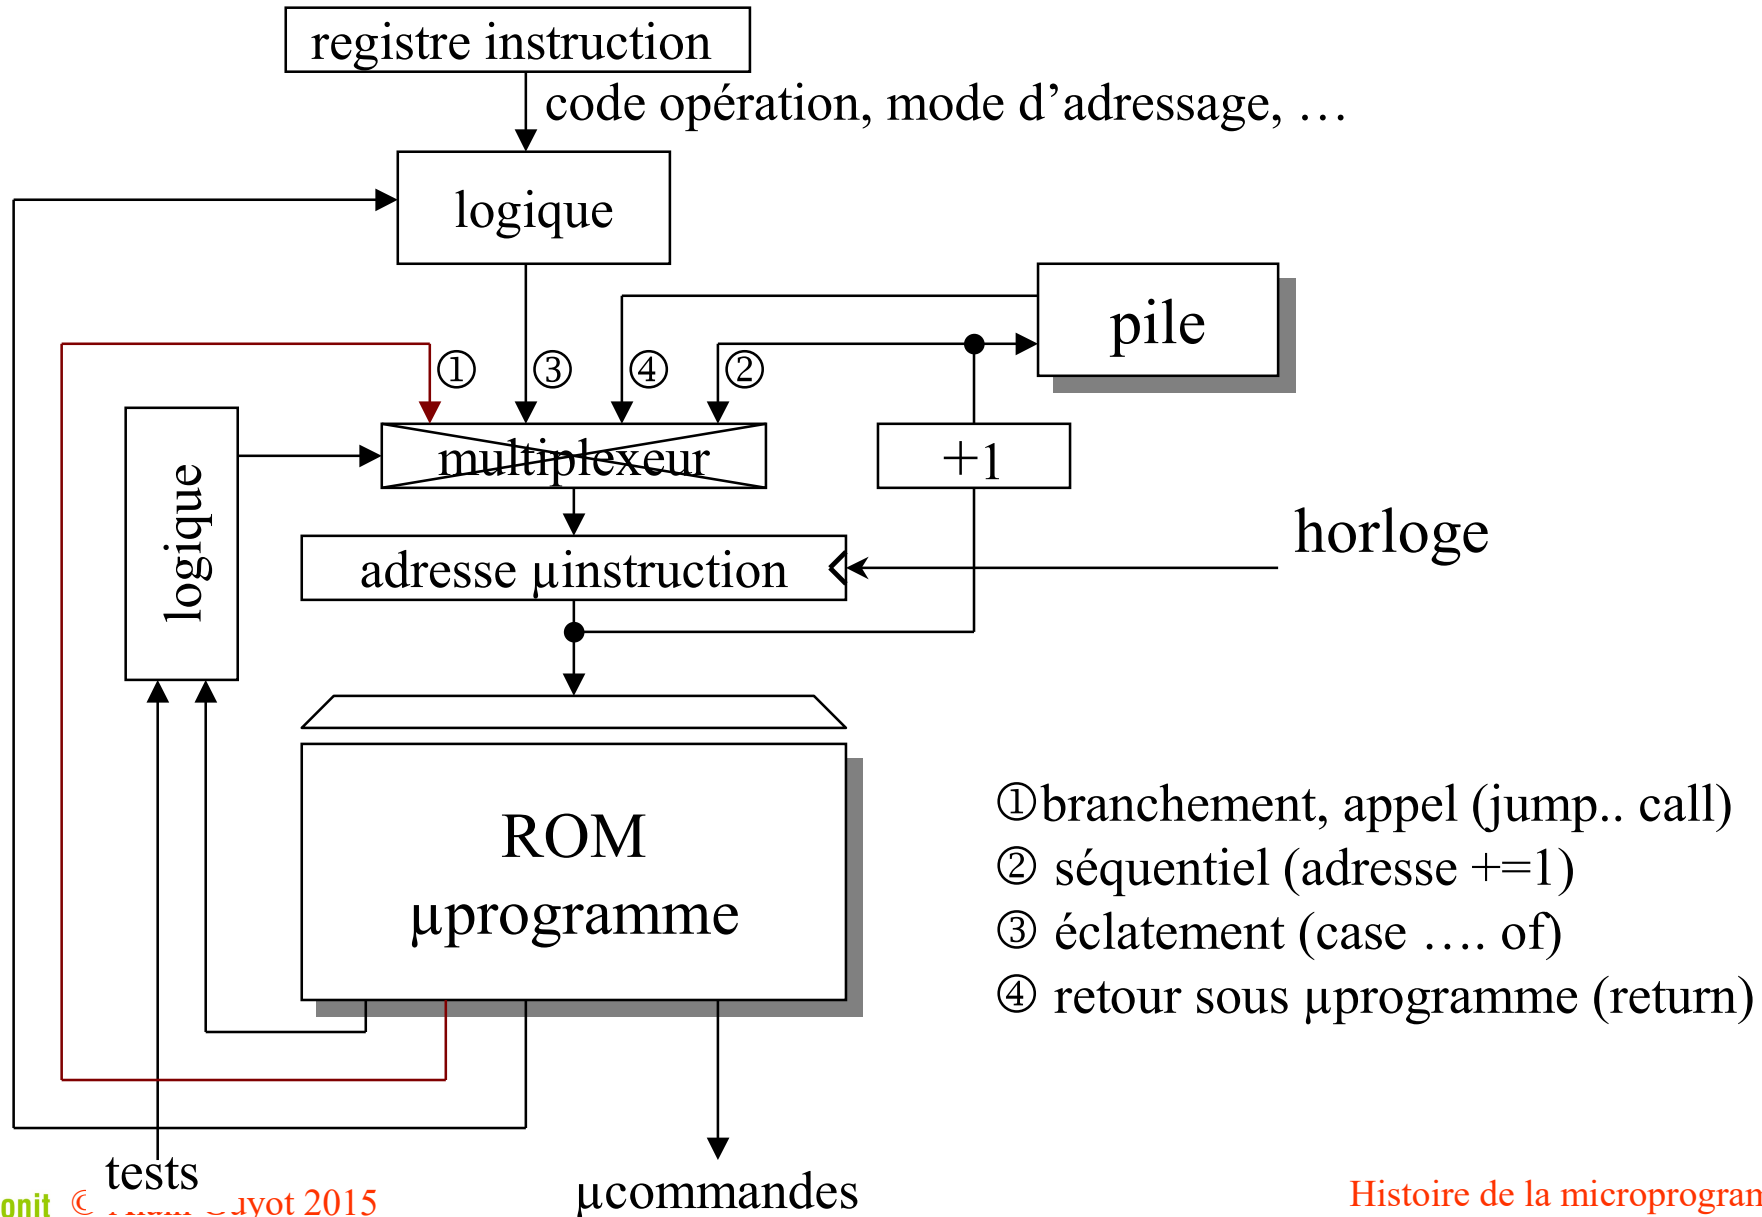 registre instruction
code opération, mode d’adressage, …
logique
pile
① ③ ④ ②
multiplexeur
+1
logique
horloge
adresse µinstruction
ROM
µprogramme
①branchement, appel (jump.. call)
② séquentiel (adresse +=1)
③ éclatement (case …. of)
④ retour sous µprogramme (return)
tests
µcommandes
onit © 2015
Histoire de la